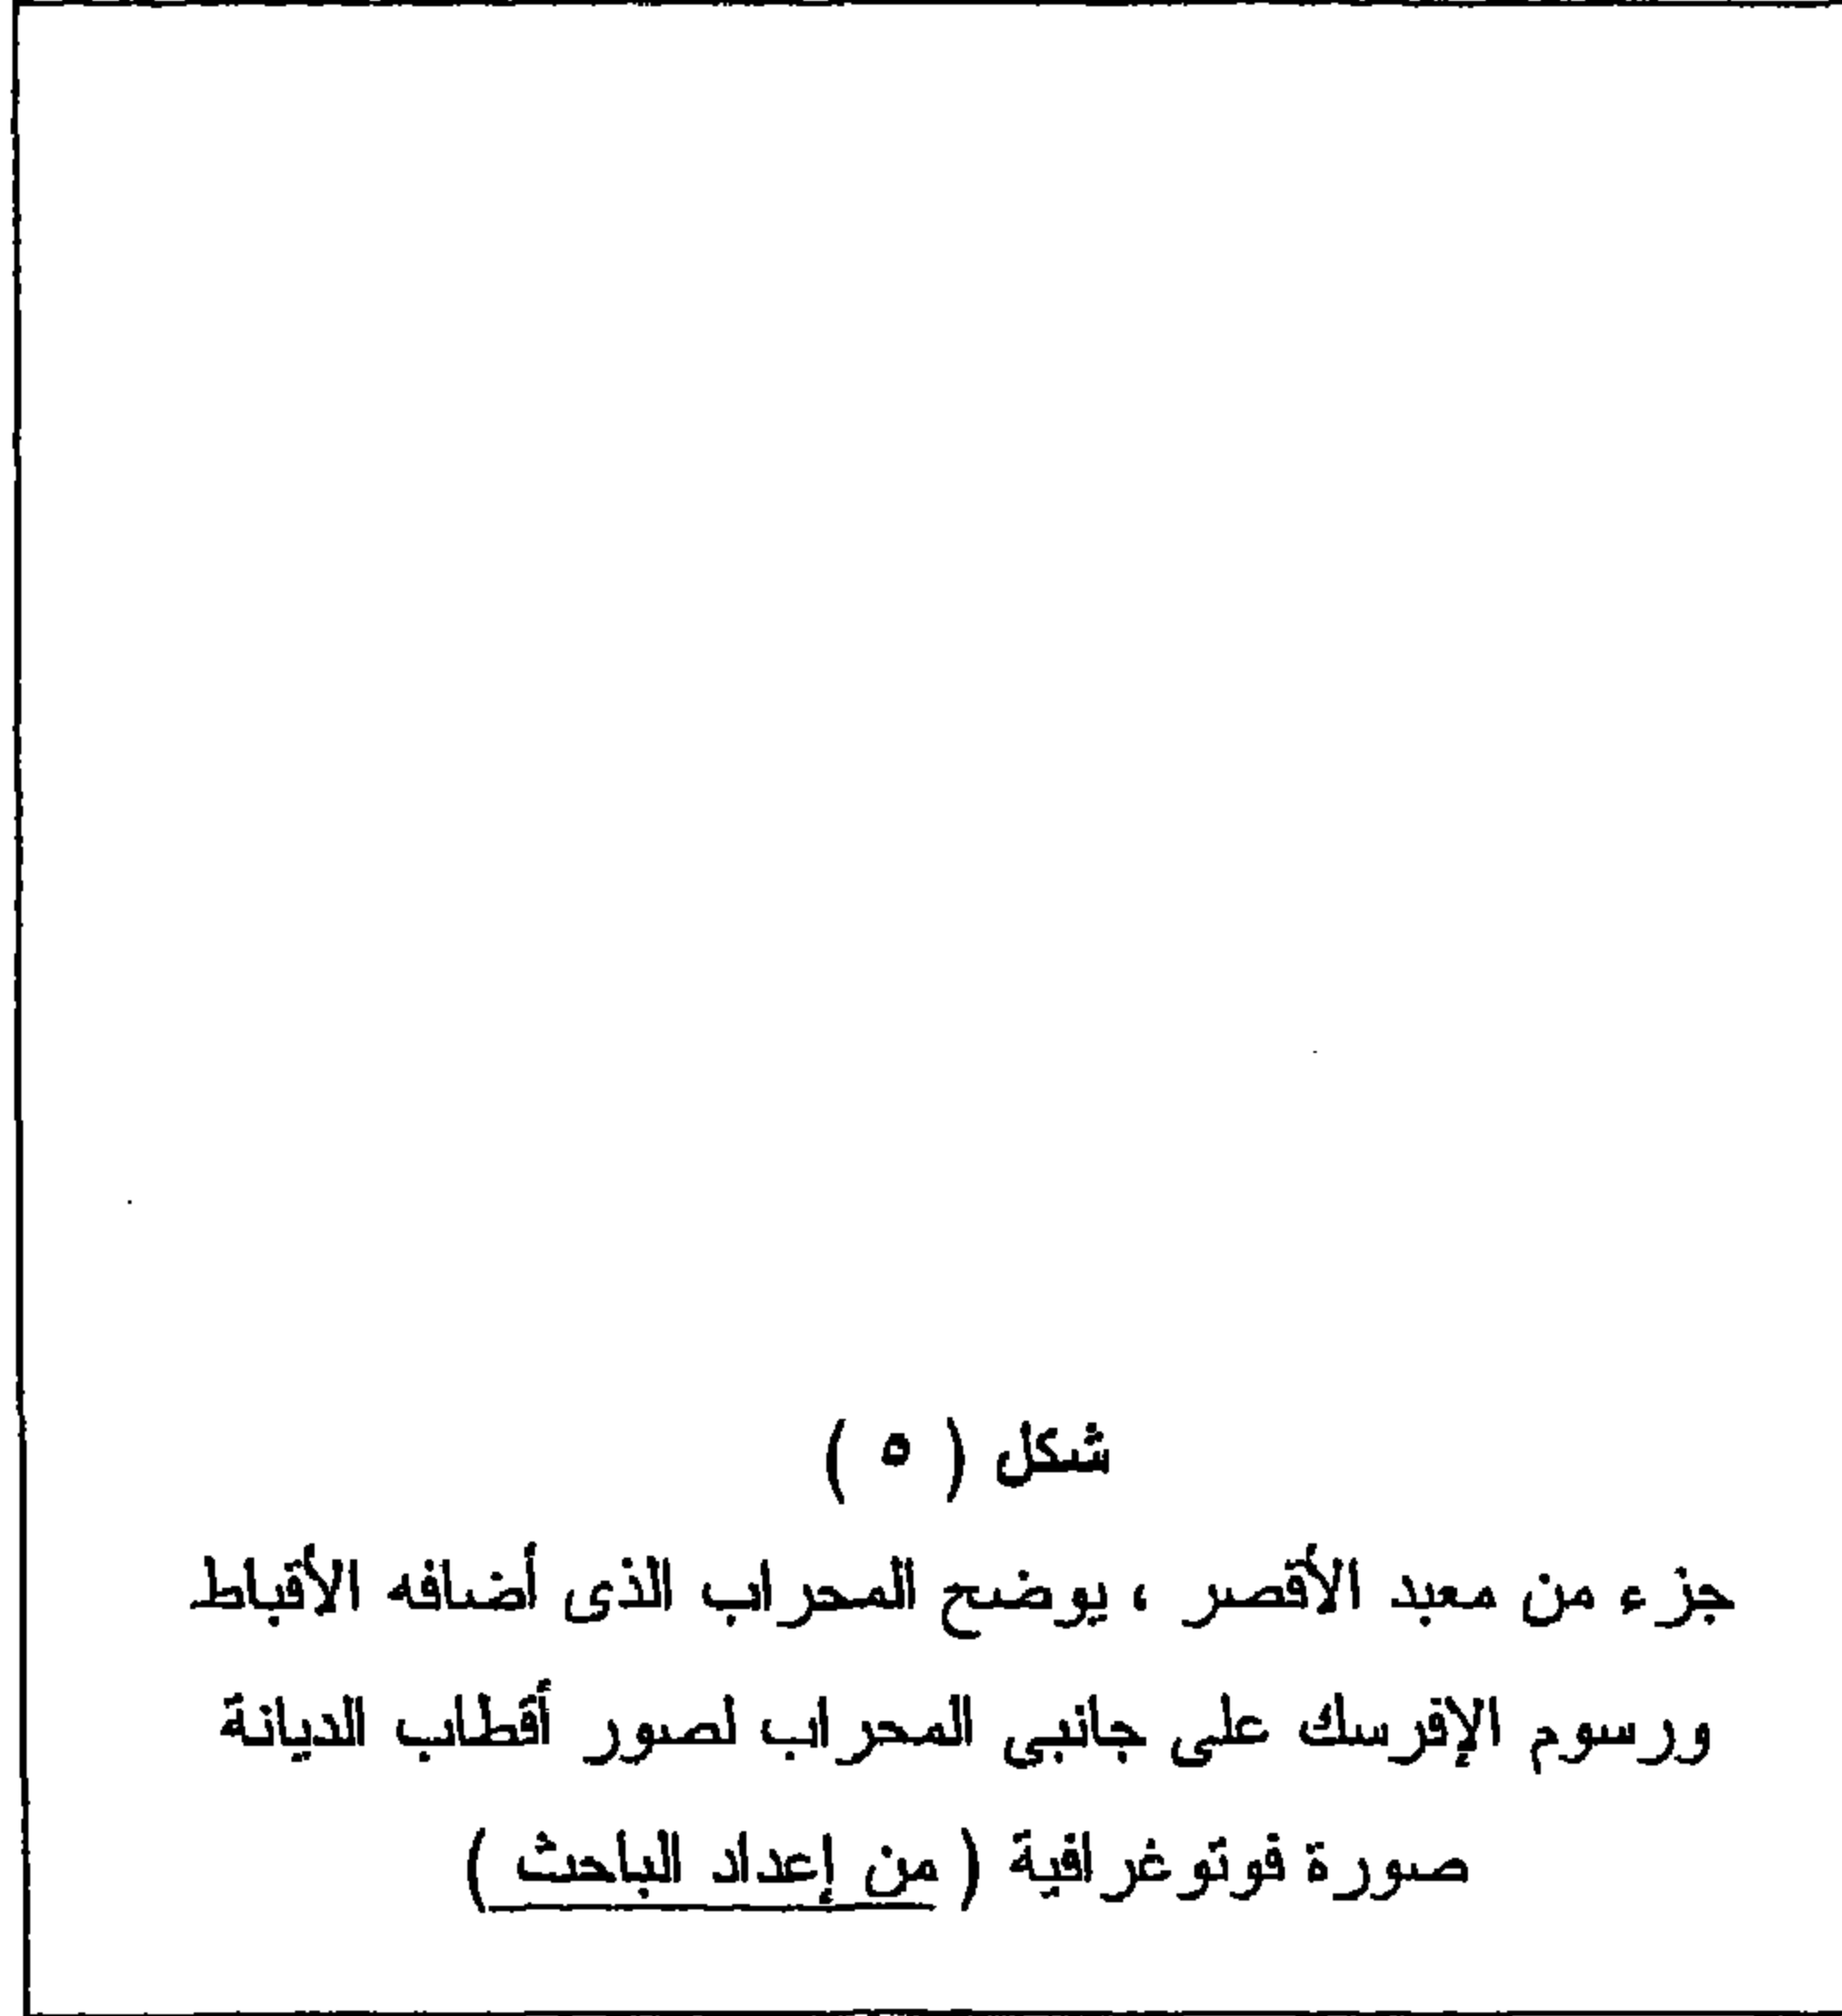 شكل ( ٥ )
جزء من معبد الأقصر ، يوضح المحراب الذى أضافه الأقباط
ورسوم الإفرسك على جانبى المحراب لصور أقطاب الديانة
صورة فوتوغرافية ( من إعداد الباحث )